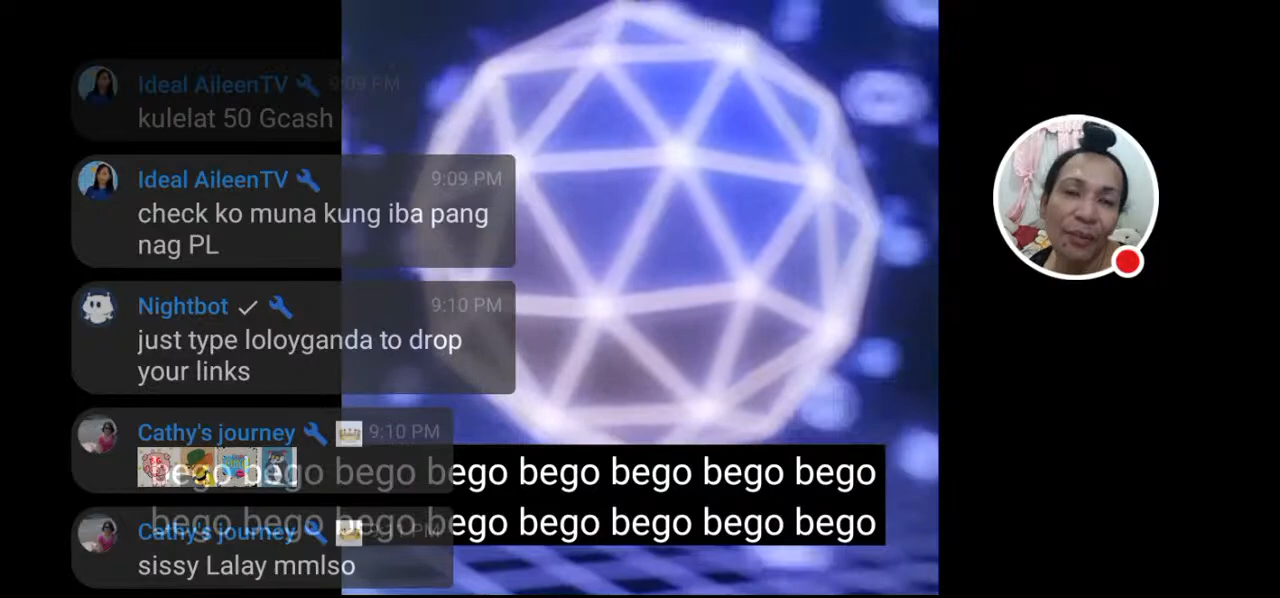 Ideal AileenTV 9:09 PM
kulelat 50 Gcash
Ideal AileenTV 9:09 PM
check ko muna kung iba pang
nag PL
Nightbot 9:10 PM
just type loloyganda to drop
your links
Cathy's journey 9:10 PM
bego bego bego bego bego bego bego bego
bego bego bego bego bego bego bego bego
Cathy's journey 9:11 PM
sissy Lalay mmlso